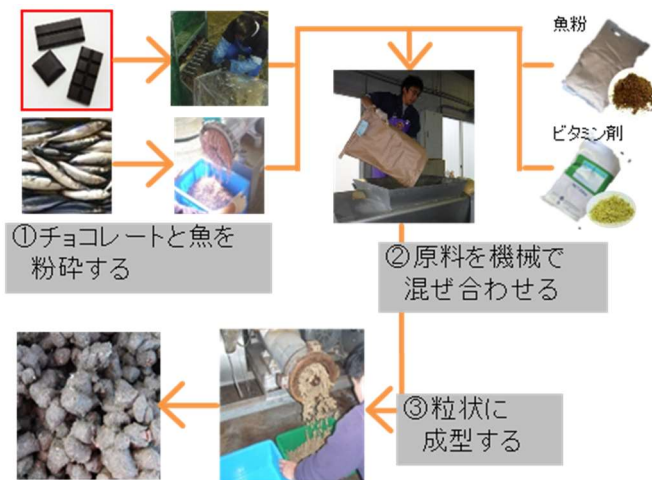 魚粉
ビタミン剤
①チョコレートと魚を
粉砕する
②原料を機械で
混ぜ合わせる
③粒状に
成型する